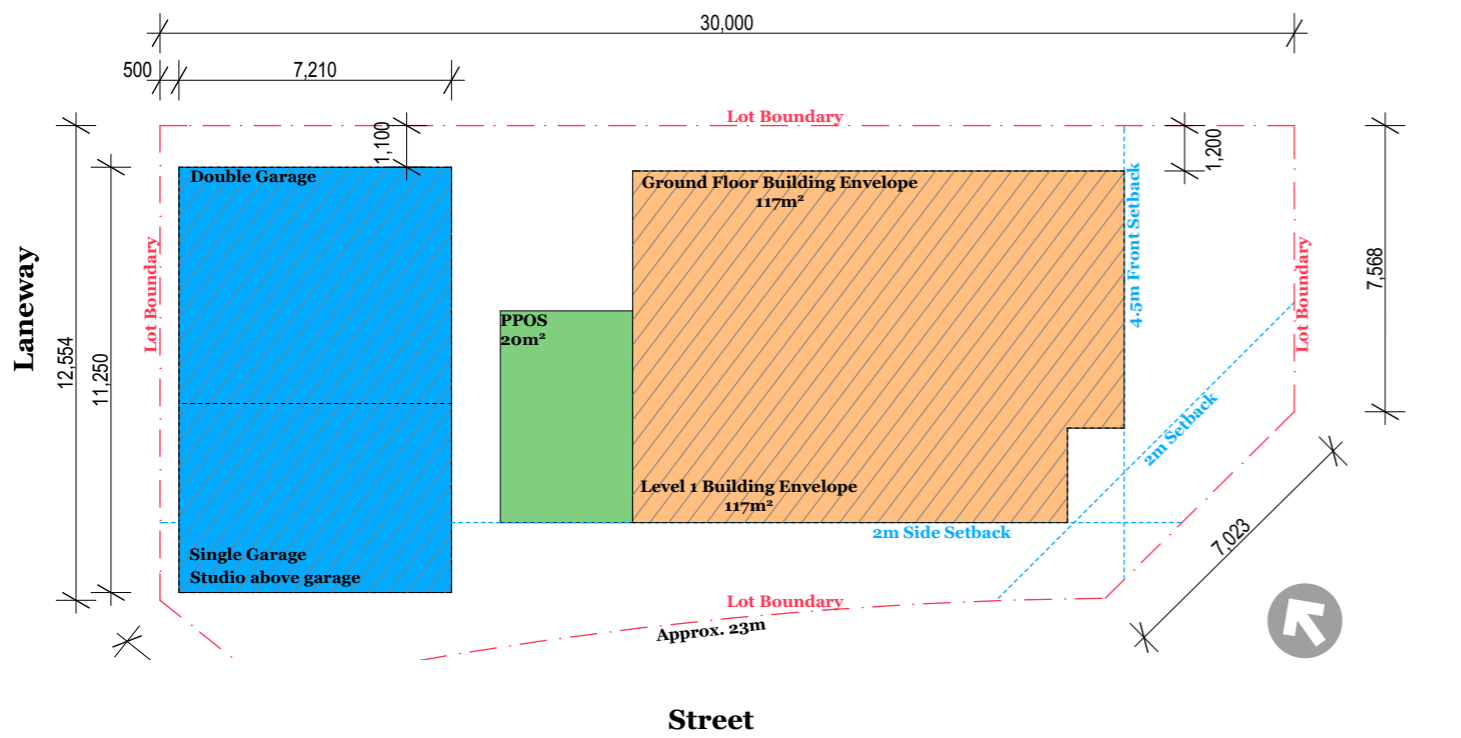 30,000
500
7,210
Lot Boundary
1,100
1,200
Double Garage
Ground Floor Building Envelope
117m²
4.5m Front Setback
Lot Boundary
7,568
Laneway
Lot Boundary
12,554
11,250
PPOS
20m²
2m Setback
Level 1 Building Envelope
117m²
2m Side Setback
7,023
Single Garage
Studio above garage
Lot Boundary
Approx. 23m
Street